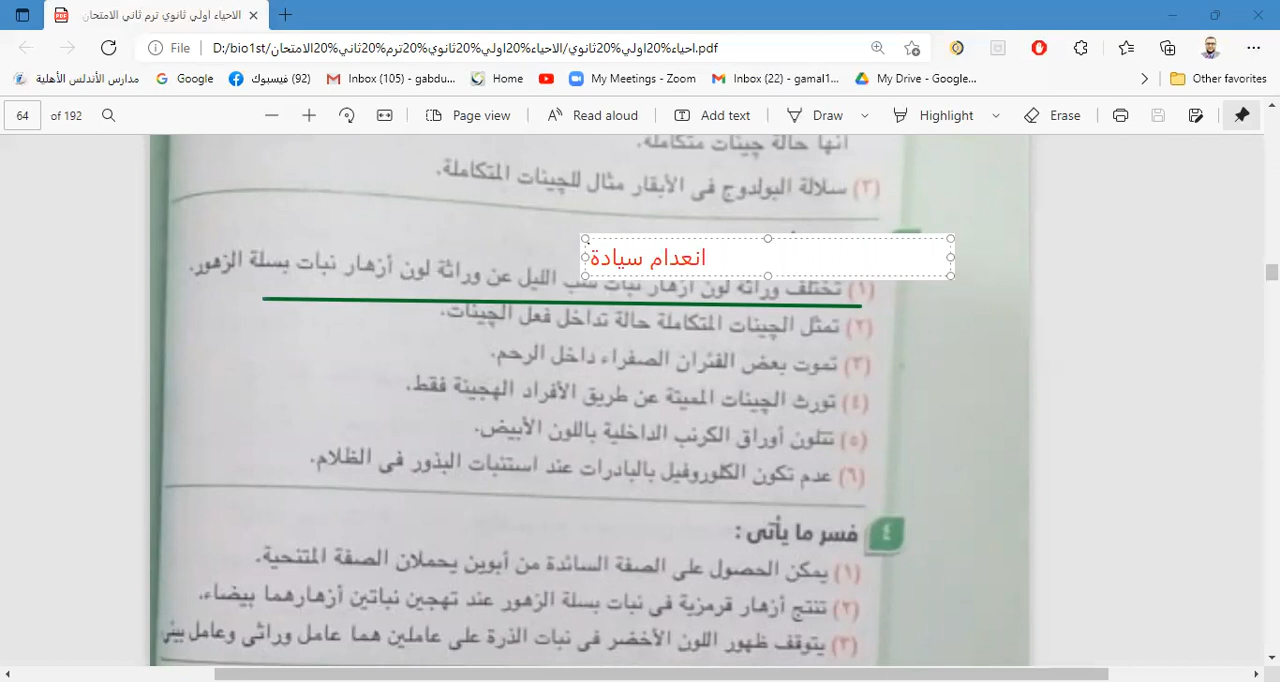 الاحياء اولي ثانوي ترم ثاني الامتحان
File
D:/bio1st/احياء%20اولي%20ثانوي/الاحياء%20اولي%20ثانوي%20ترم%20ثاني%20الامتحان.pdf
مدارس الأندلس الأهلية
Google
(92) فيسبوك
Inbox (105) - gabdu...
Home
My Meetings - Zoom
Inbox (22) - gamal1...
My Drive - Google...
Other favorites
64 of 192
Page view
Read aloud
Add text
Draw
Highlight
Erase
أنها حالة چينات متكاملة.
(٣) سلالة البولدوج فى الأبقار مثال للچينات المتكاملة.
انعدام سيادة
(١) تختلف وراثة لون أزهار نبات شب الليل عن وراثة لون أزهار نبات بسلة الزهور.
(٢) تمثل الچينات المتكاملة حالة تداخل فعل الچينات.
(٣) تموت بعض الفئران الصفراء داخل الرحم.
(٤) تورث الچينات المميتة عن طريق الأفراد الهجينة فقط.
(٥) تتلون أوراق الكرنب الداخلية باللون الأبيض.
(٦) عدم تكون الكلوروفيل بالبادرات عند استنبات البذور فى الظلام.
٤ فسر ما يأتى :
(١) يمكن الحصول على الصفة السائدة من أبوين يحملان الصفة المتنحية.
(٢) تنتج أزهار قرمزية فى نبات بسلة الزهور عند تهجين نباتين أزهارهما بيضاء.
(٣) يتوقف ظهور اللون الأخضر فى نبات الذرة على عاملين هما عامل وراثى وعامل بيئى